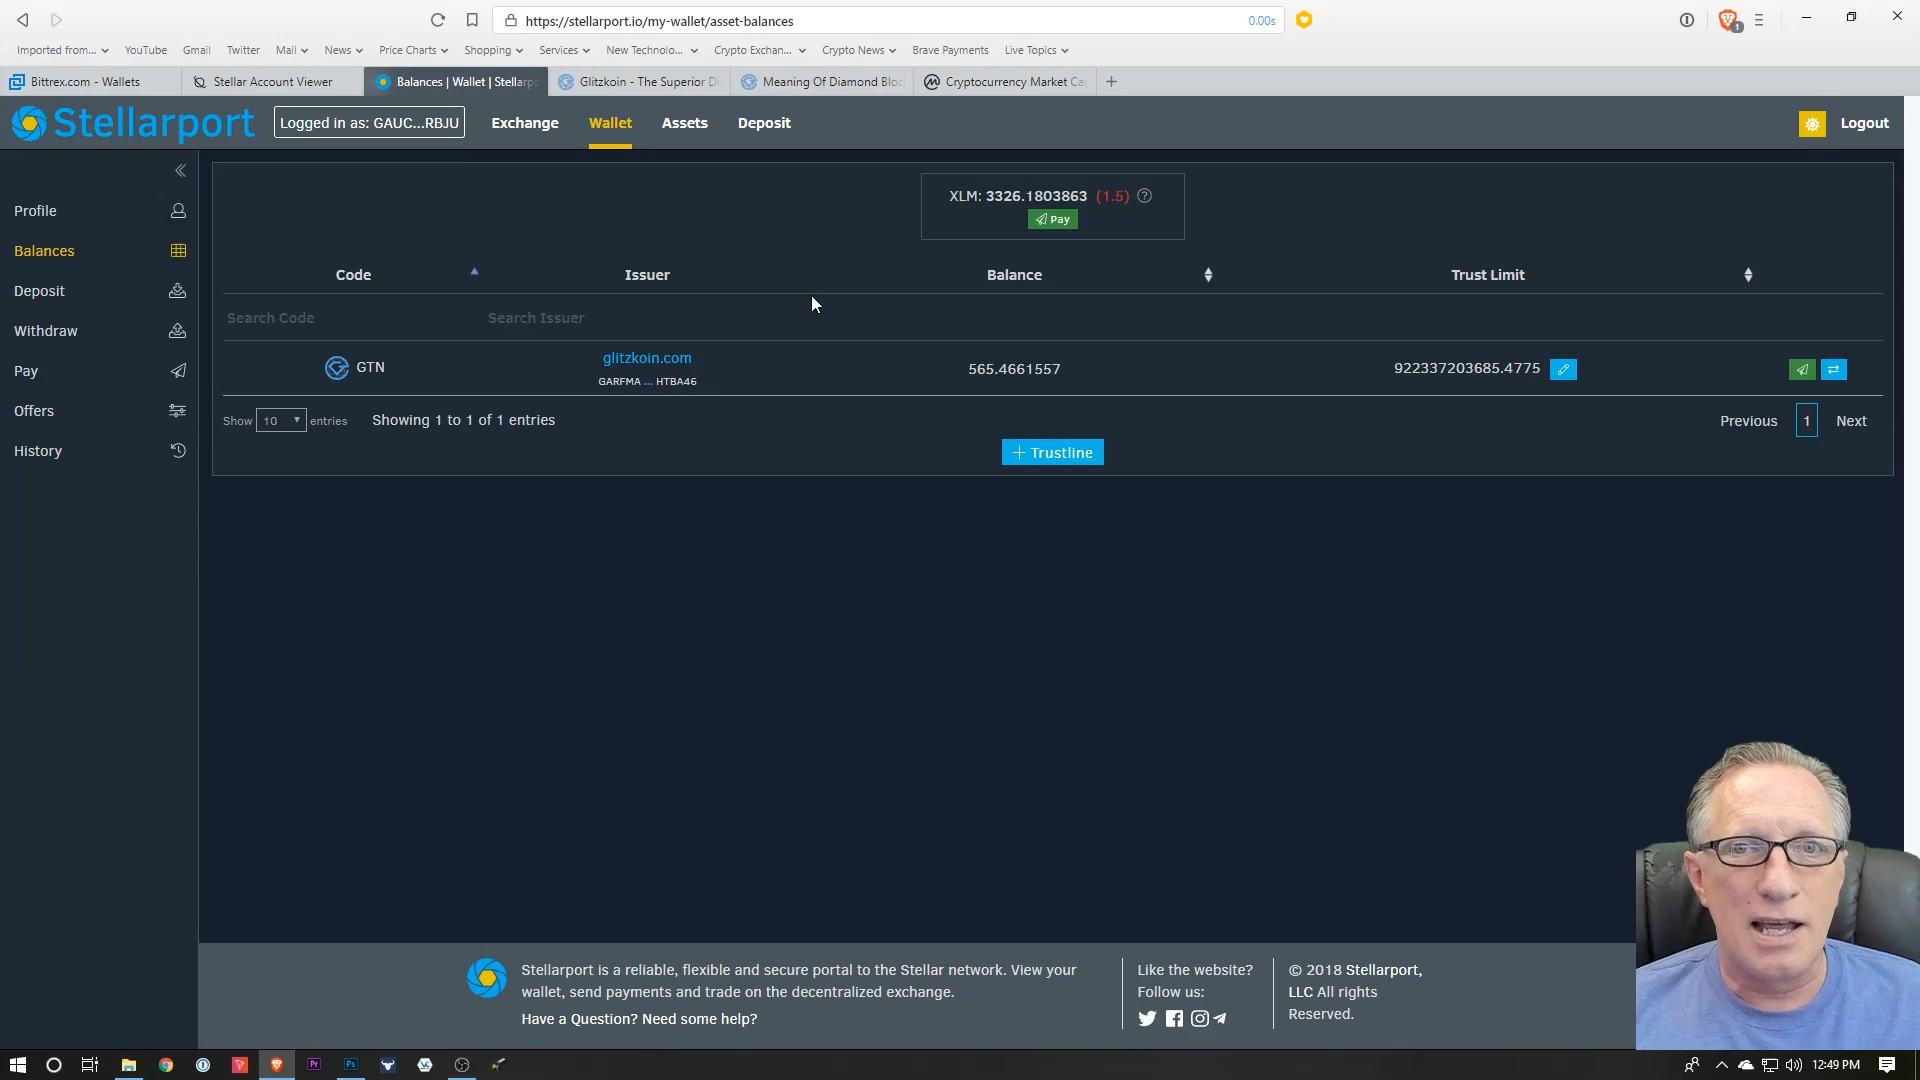 https://stellarport.io/my-wallet/asset-balances
0.00s
1
Imported from...
YouTube
Gmail
Twitter
Mail
News
Price Charts
Shopping
Services
New Technolo...
Crypto Exchan...
Crypto News
Brave Payments
Live Topics
Bittrex.com - Wallets
Stellar Account Viewer
Balances | Wallet | Stellarpo
Glitzkoin - The Superior Di
Meaning Of Diamond Bloc
Cryptocurrency Market Ca
Stellarport
Logged in as: GAUC...RBJU
Exchange
Wallet
Assets
Deposit
Logout
Profile
Balances
Deposit
Withdraw
Pay
Offers
History
XLM: 3326.1803863 (1.5) ?
Pay
Code Issuer Balance Trust Limit
Search Code Search Issuer
GTN
glitzkoin.com
GARFMA ... HTBA46
565.4661557
922337203685.4775
Show 10 entries Showing 1 to 1 of 1 entries
Previous 1 Next
+ Trustline
Stellarport is a reliable, flexible and secure portal to the Stellar network. View your
wallet, send payments and trade on the decentralized exchange.
Have a Question? Need some help?
Like the website?
Follow us:
© 2018 Stellarport,
LLC All rights
Reserved.
Pr
Ps
12:49 PM